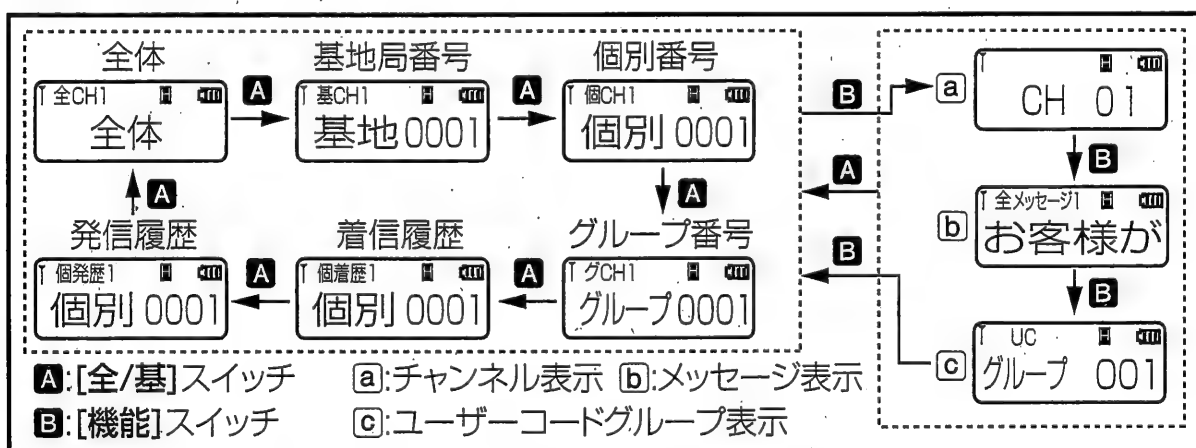 全体 基地局番号 個別番号
全CH1 基CH1 個CH1
全体 A 基地0001 A 個別0001 B a CH 01
A A A B
発信履歴 着信履歴 グループ番号 全メッセージ1
個発歴1 個着歴1 グCH1 b お客様が
個別0001 A 個別0001 A グループ0001 B B
UC
c グループ 001
A:[全/基]スイッチ a:チャンネル表示 b:メッセージ表示
B:[機能]スイッチ c:ユーザーコードグループ表示